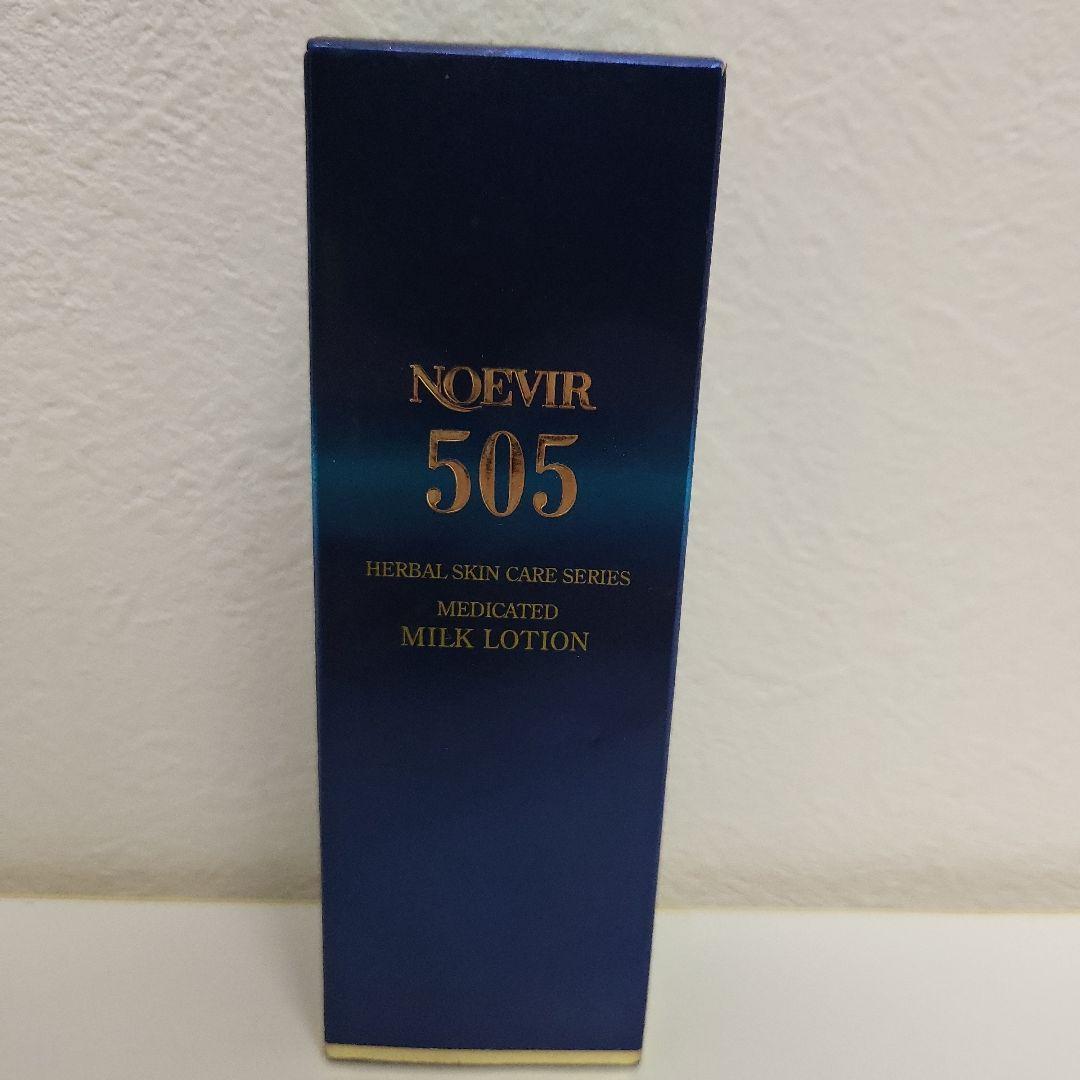 NOEVIR
505
HERBAL SKIN CARE SERIES
MEDICATED
MILK LOTION